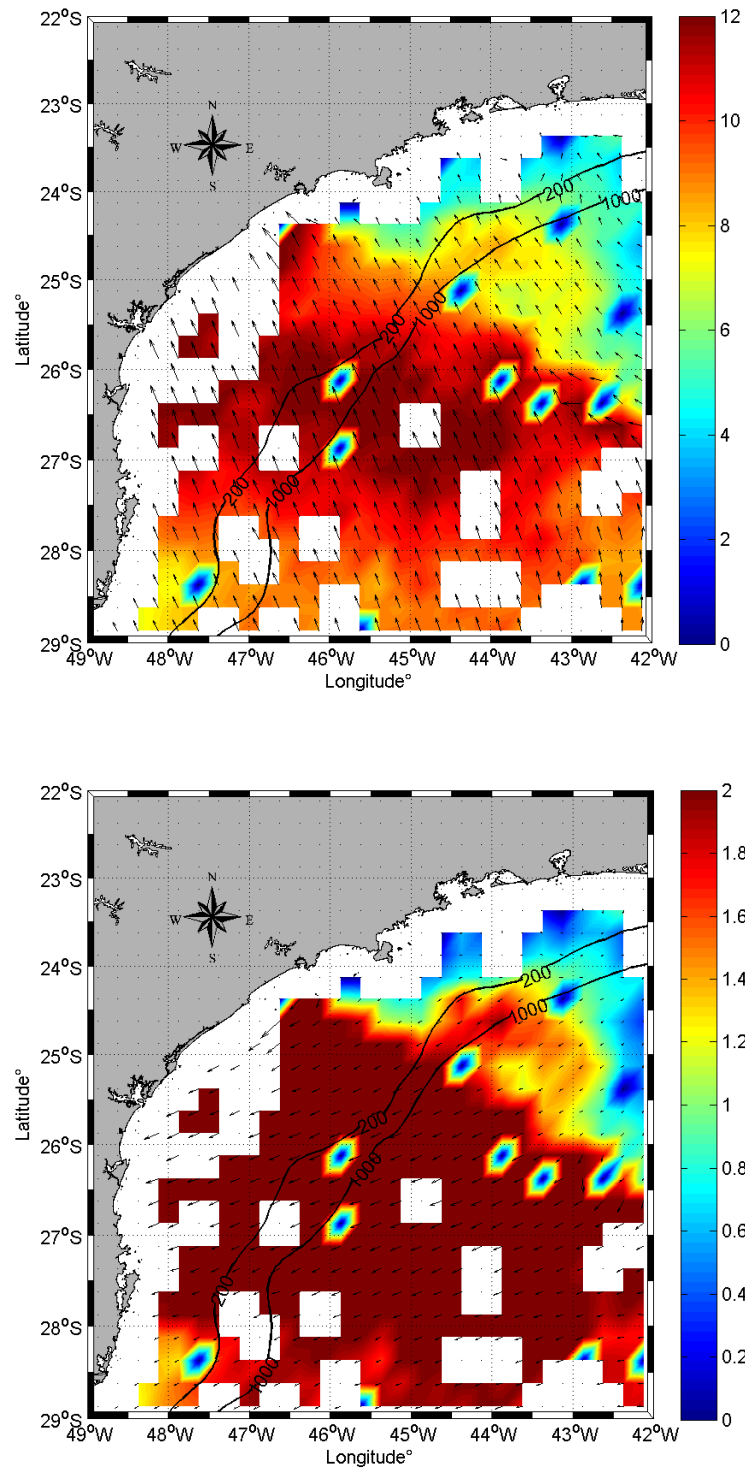 22°S
23°S
24°S
25°S
26°S
27°S
28°S
29°S
Latitude°
N
W E
S
200
1000
200
1000
200
1000
49°W 48°W 47°W 46°W 45°W 44°W 43°W 42°W
Longitude°
12
10
8
6
4
2
0
22°S
23°S
24°S
25°S
26°S
27°S
28°S
29°S
Latitude°
N
W E
S
200
1000
200
1000
200
1000
49°W 48°W 47°W 46°W 45°W 44°W 43°W 42°W
Longitude°
2
1.8
1.6
1.4
1.2
1
0.8
0.6
0.4
0.2
0